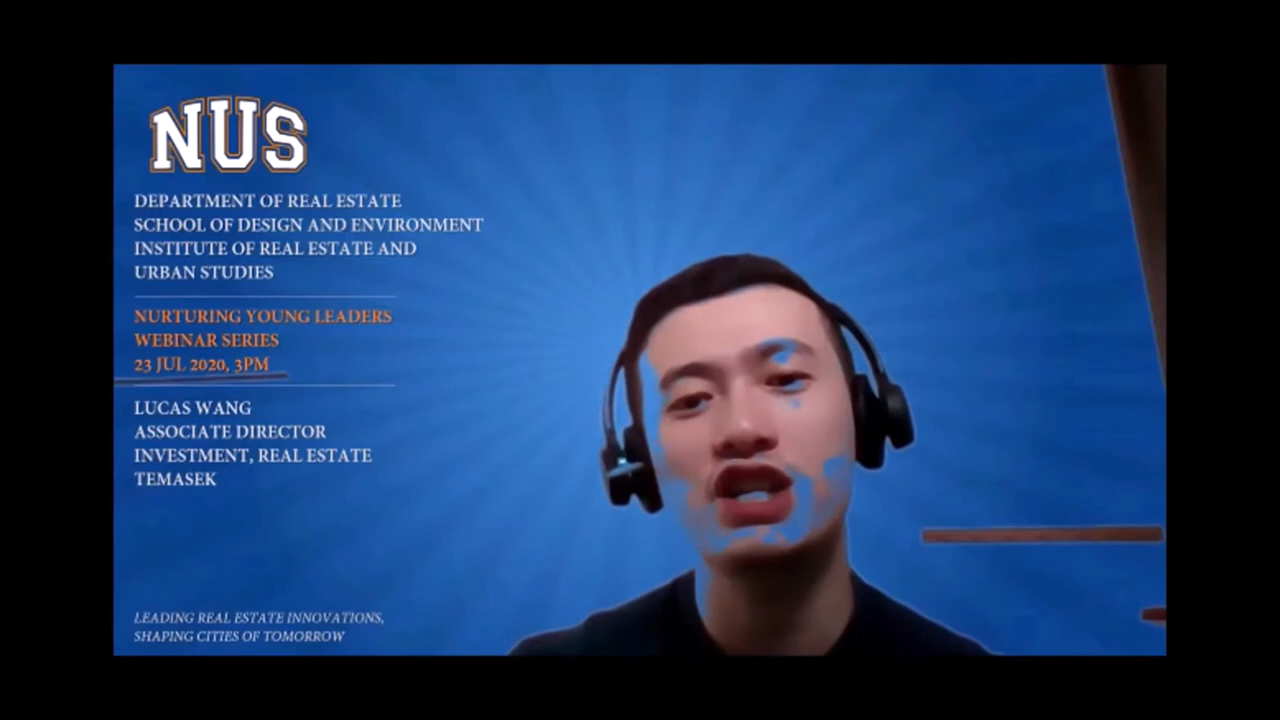 NUS
DEPARTMENT OF REAL ESTATE
SCHOOL OF DESIGN AND ENVIRONMENT
INSTITUTE OF REAL ESTATE AND
URBAN STUDIES
NURTURING YOUNG LEADERS
WEBINAR SERIES
23 JUL 2020, 3PM
LUCAS WANG
ASSOCIATE DIRECTOR
INVESTMENT, REAL ESTATE
TEMASEK
LEADING REAL ESTATE INNOVATIONS,
SHAPING CITIES OF TOMORROW